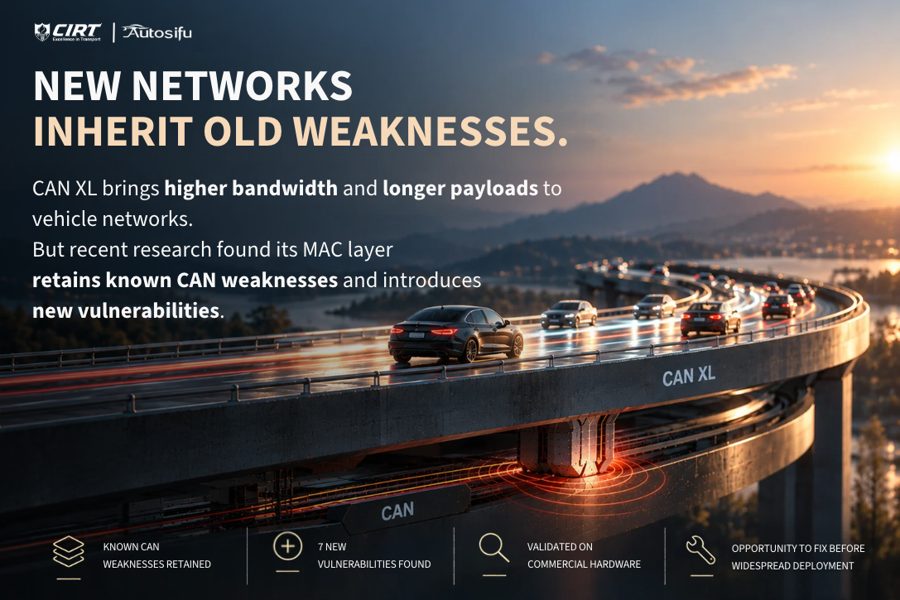 CIRT
Excellence in Transport
Autosifu
NEW NETWORKS
INHERIT OLD WEAKNESSES.
CAN XL brings higher bandwidth and longer payloads to
vehicle networks.
But recent research found its MAC layer
retains known CAN weaknesses and introduces
new vulnerabilities.
CAN XL
CAN
KNOWN CAN
WEAKNESSES RETAINED
7 NEW
VULNERABILITIES FOUND
VALIDATED ON
COMMERCIAL HARDWARE
OPPORTUNITY TO FIX BEFORE
WIDESPREAD DEPLOYMENT